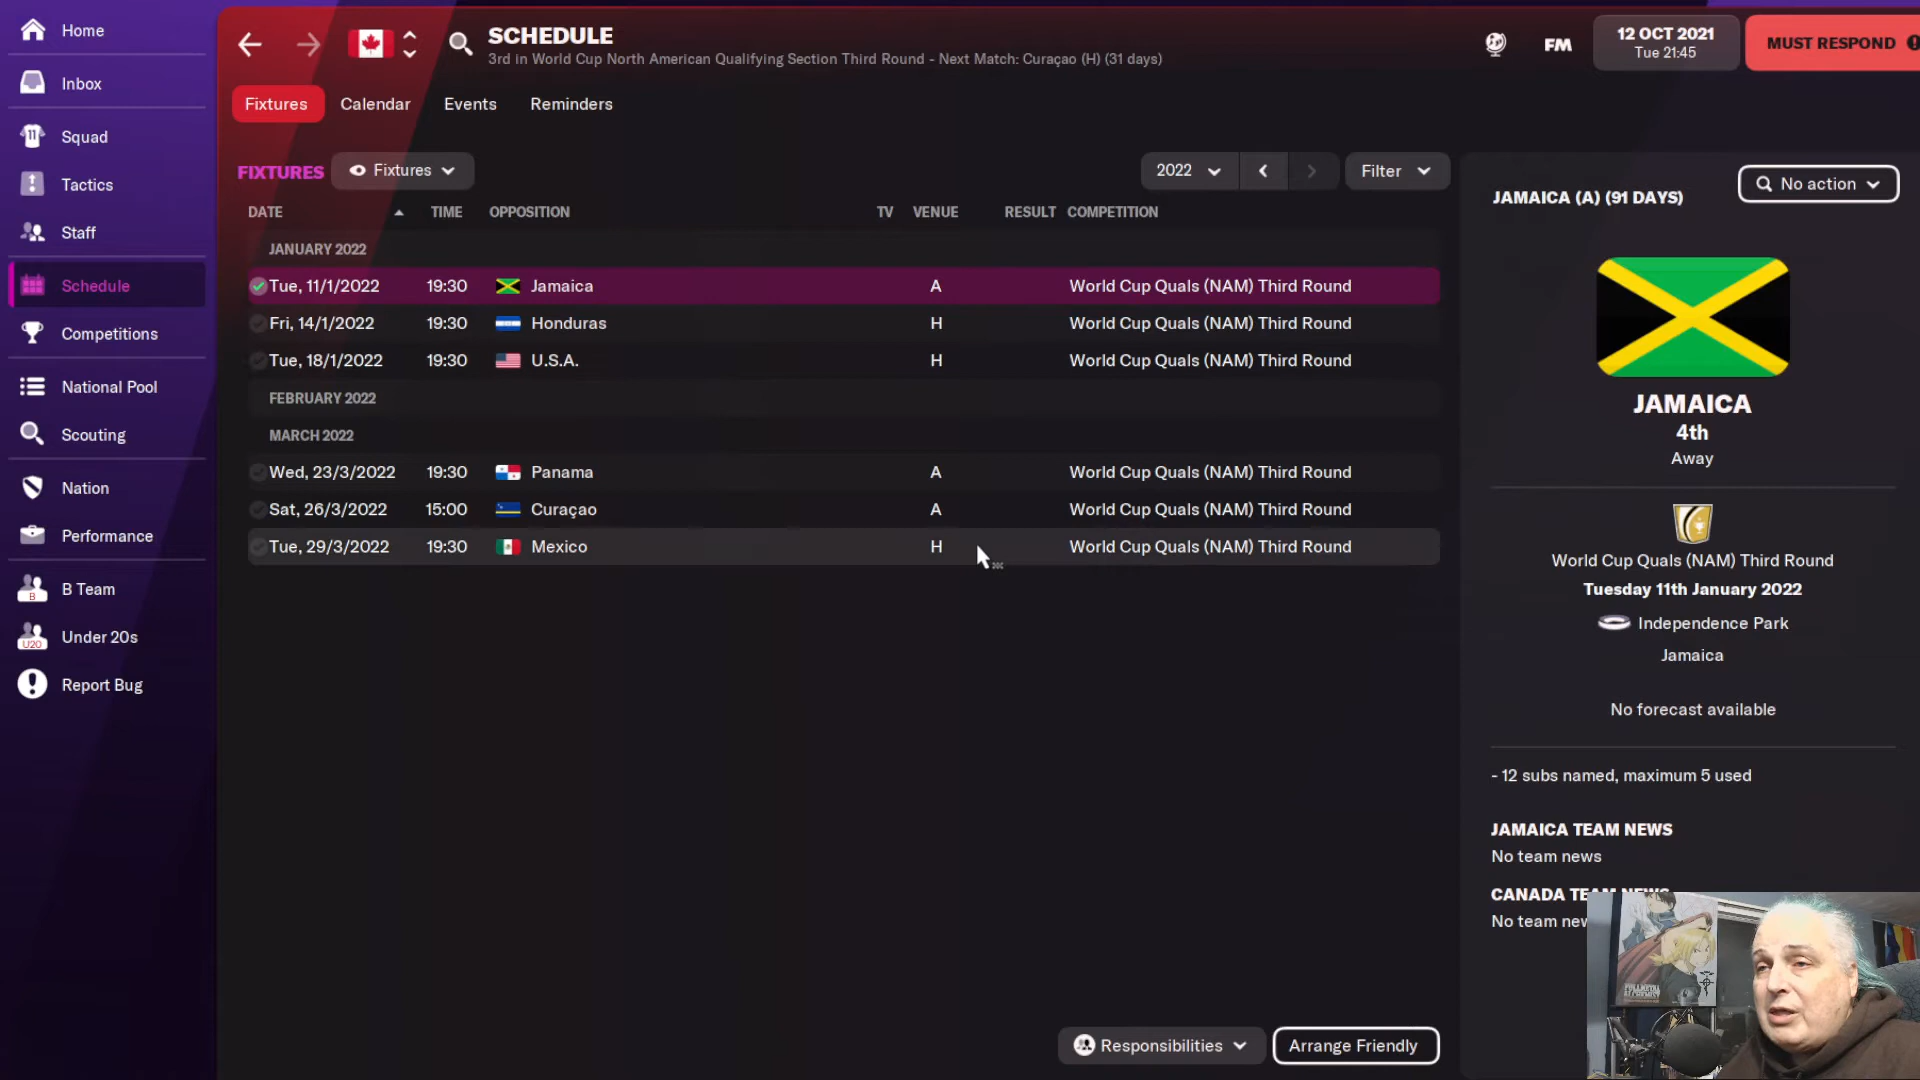 Home
Inbox
Squad
Tactics
Staff
Schedule
Competitions
National Pool
Scouting
Nation
Performance
B Team
Under 20s
Report Bug
SCHEDULE
3rd in World Cup North American Qualifying Section Third Round - Next Match: Curaçao (H) (31 days)
FM
12 OCT 2021
Tue 21:45
MUST RESPOND
Fixtures Calendar Events Reminders
FIXTURES Fixtures 2022 Filter
DATE TIME OPPOSITION TV VENUE RESULT COMPETITION
JANUARY 2022
Tue, 11/1/2022 19:30 Jamaica A World Cup Quals (NAM) Third Round
Fri, 14/1/2022 19:30 Honduras H World Cup Quals (NAM) Third Round
Tue, 18/1/2022 19:30 U.S.A. H World Cup Quals (NAM) Third Round
FEBRUARY 2022
MARCH 2022
Wed, 23/3/2022 19:30 Panama A World Cup Quals (NAM) Third Round
Sat, 26/3/2022 15:00 Curaçao A World Cup Quals (NAM) Third Round
Tue, 29/3/2022 19:30 Mexico H World Cup Quals (NAM) Third Round
Responsibilities Arrange Friendly
JAMAICA (A) (91 DAYS) No action
JAMAICA
4th
Away
World Cup Quals (NAM) Third Round
Tuesday 11th January 2022
Independence Park
Jamaica
No forecast available
- 12 subs named, maximum 5 used
JAMAICA TEAM NEWS
No team news
CANADA TEAM NEWS
No team